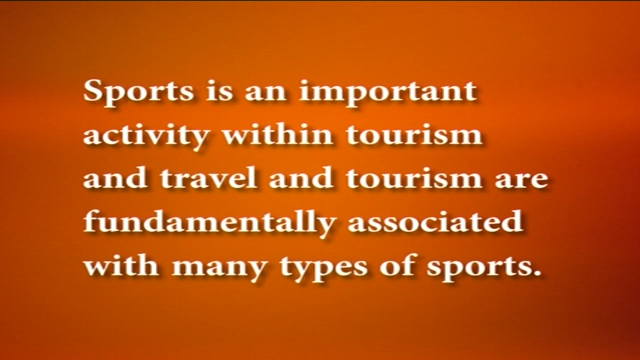 Sports is an important
activity within tourism
and travel and tourism are
fundamentally associated
with many types of sports.